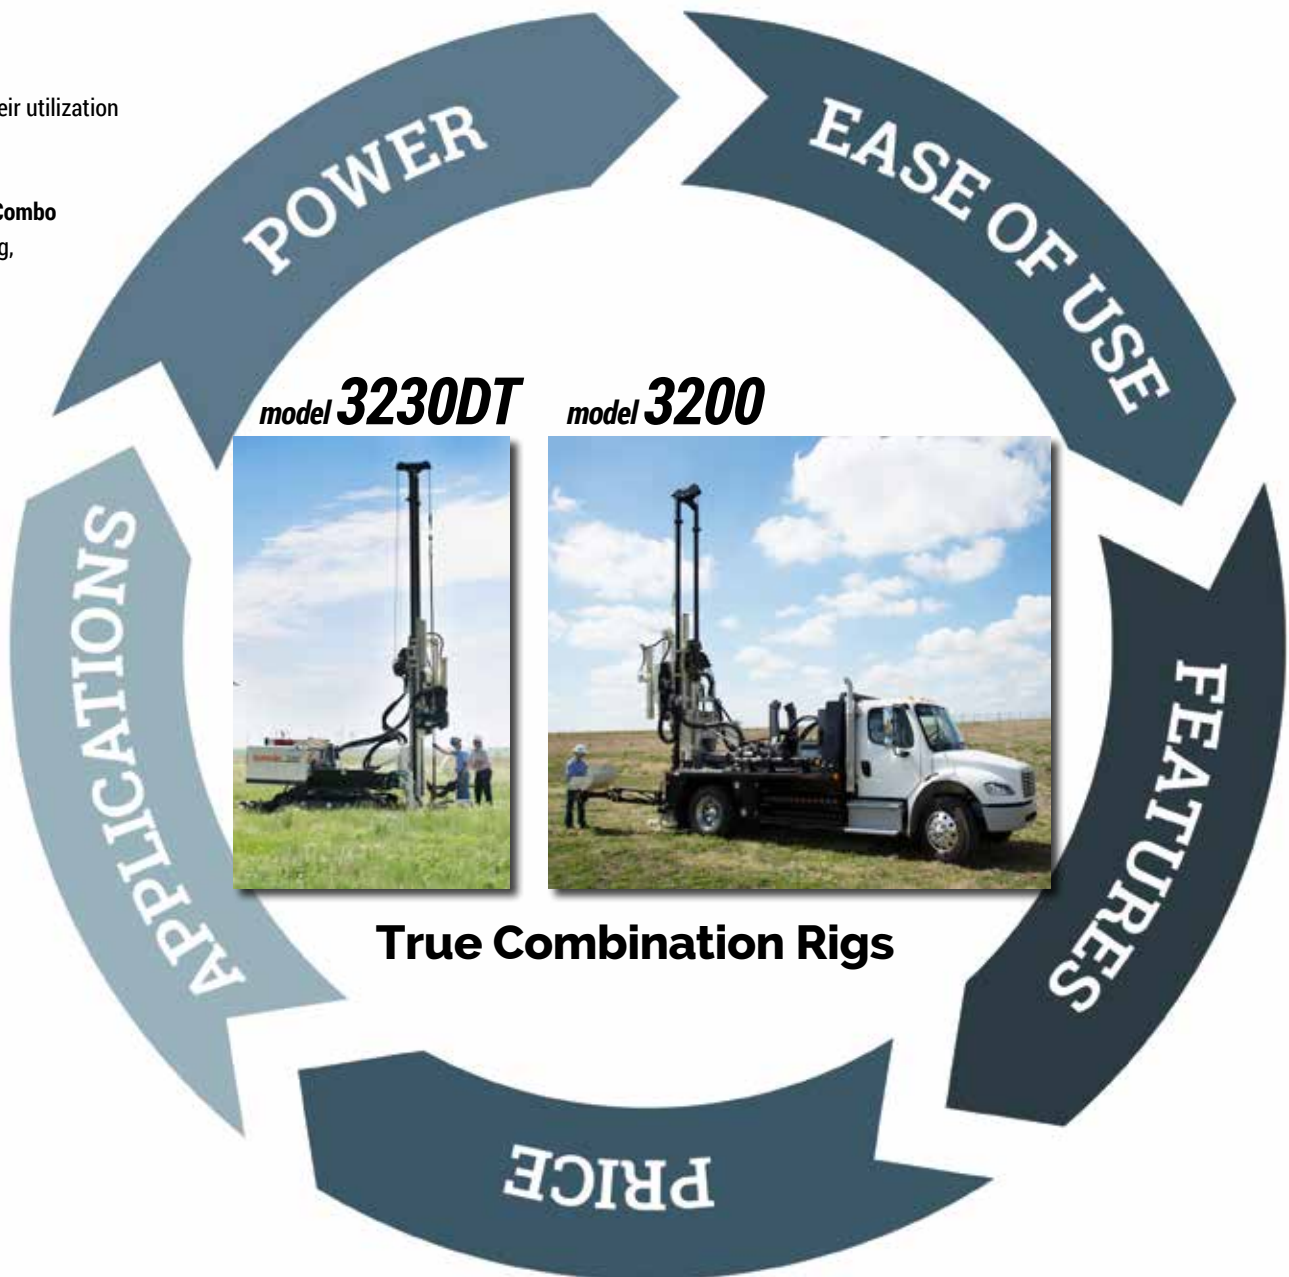 eir utilization
Combo
g,
POWER
EASE OF USE
FEATURES
PRICE
APPLICATIONS
model 3230DT
model 3200
True Combination Rigs